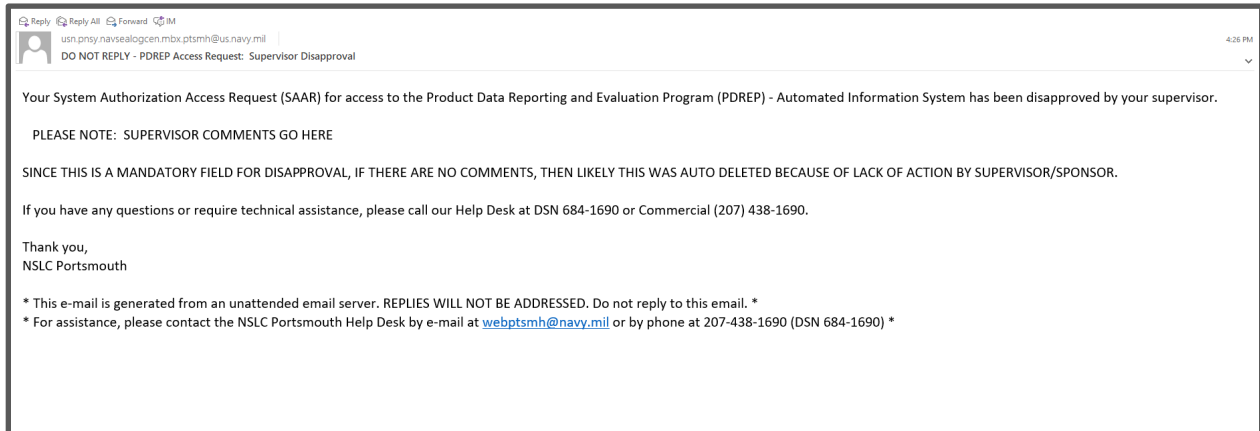 Reply Reply All Forward IM
usn.pnsy.navsealogcen.mbx.ptsmh@us.navy.mil
4:26 PM
DO NOT REPLY - PDREP Access Request: Supervisor Disapproval
Your System Authorization Access Request (SAAR) for access to the Product Data Reporting and Evaluation Program (PDREP) - Automated Information System has been disapproved by your supervisor.
PLEASE NOTE: SUPERVISOR COMMENTS GO HERE
SINCE THIS IS A MANDATORY FIELD FOR DISAPPROVAL, IF THERE ARE NO COMMENTS, THEN LIKELY THIS WAS AUTO DELETED BECAUSE OF LACK OF ACTION BY SUPERVISOR/SPONSOR.
If you have any questions or require technical assistance, please call our Help Desk at DSN 684-1690 or Commercial (207) 438-1690.
Thank you,
NSLC Portsmouth
* This e-mail is generated from an unattended email server. REPLIES WILL NOT BE ADDRESSED. Do not reply to this email. *
* For assistance, please contact the NSLC Portsmouth Help Desk by e-mail at webptsmh@navy.mil or by phone at 207-438-1690 (DSN 684-1690) *